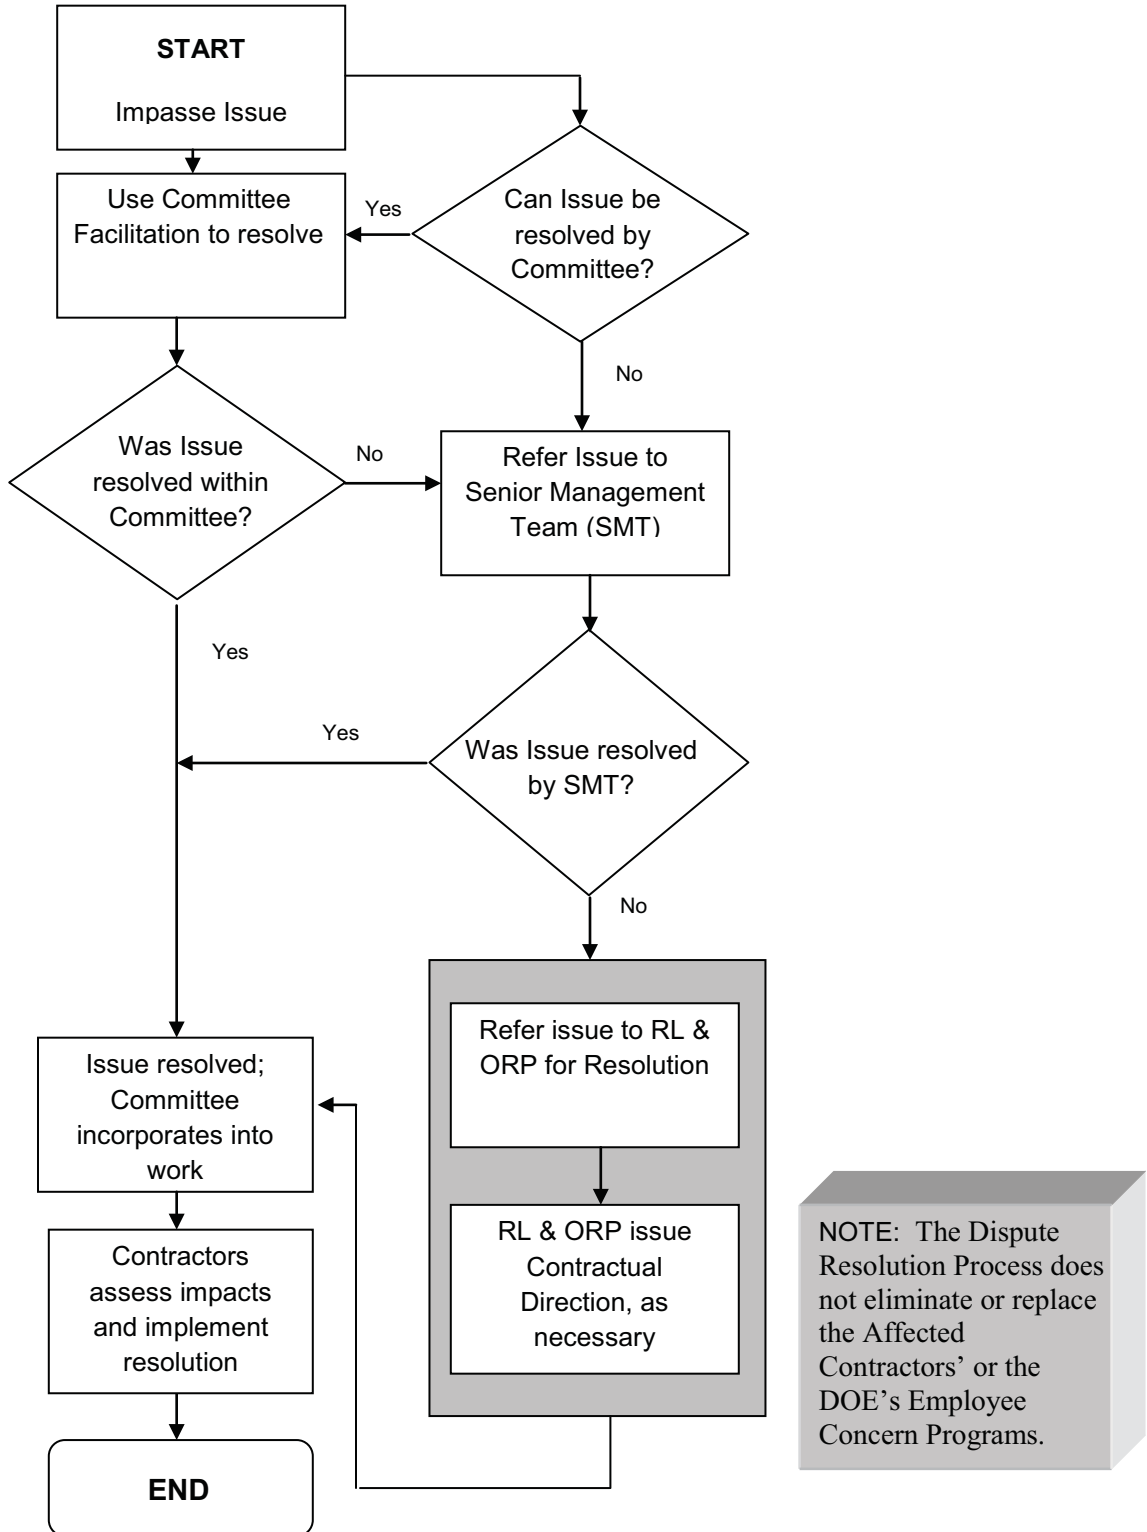 START
Impasse Issue
Use Committee
Facilitation to resolve
Yes
Can Issue be
resolved by
Committee?
No
Was Issue
resolved within
Committee?
No
Refer Issue to
Senior Management
Team (SMT)
Yes
Yes
Was Issue resolved
by SMT?
No
Refer issue to RL &
ORP for Resolution
Issue resolved;
Committee
incorporates into
work
RL & ORP issue
Contractual
Direction, as
necessary
Contractors
assess impacts
and implement
resolution
END
NOTE: The Dispute
Resolution Process does
not eliminate or replace
the Affected
Contractors’ or the
DOE’s Employee
Concern Programs.